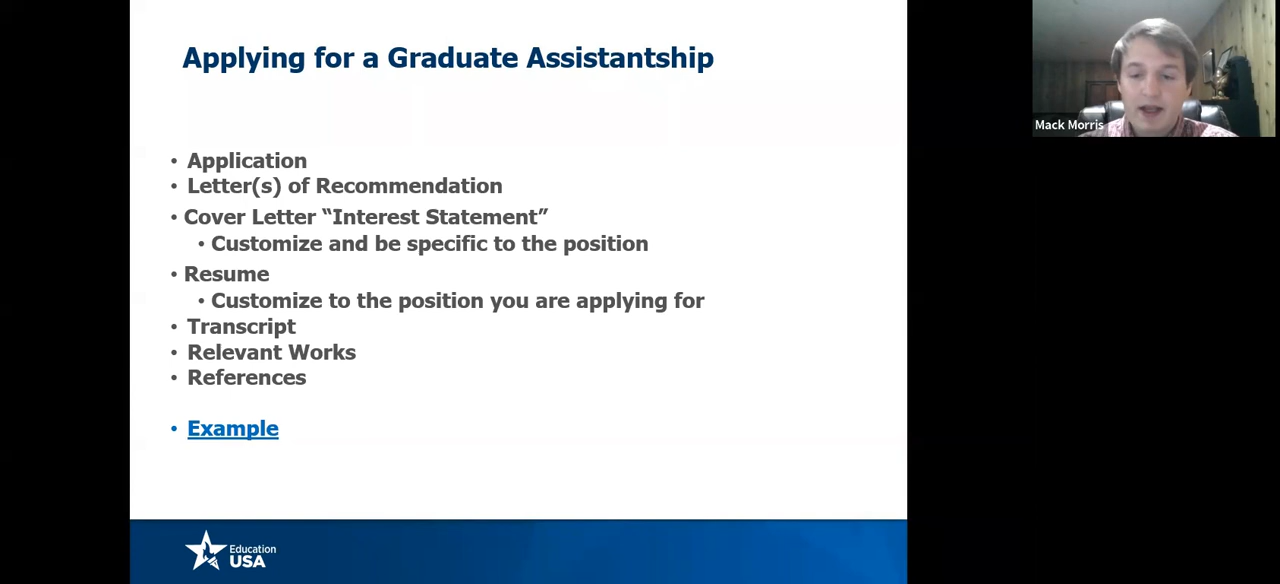 Applying for a Graduate Assistantship
Mack Morris
• Application
• Letter(s) of Recommendation
• Cover Letter “Interest Statement”
• Customize and be specific to the position
• Resume
• Customize to the position you are applying for
• Transcript
• Relevant Works
• References
• Example
Education
USA